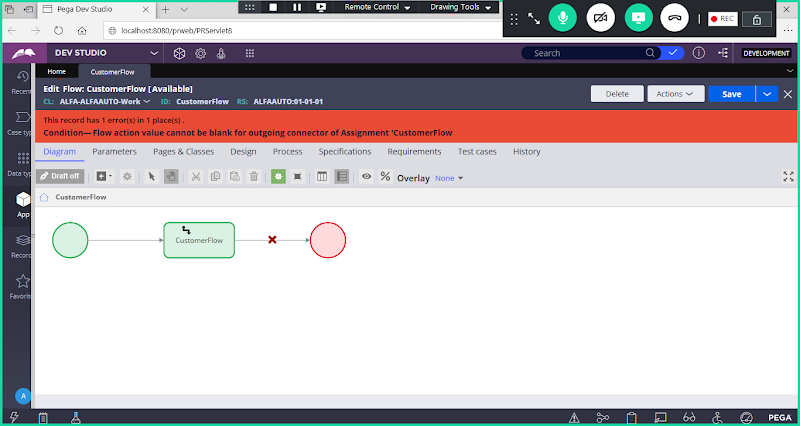 Pega Dev Studio
Remote Control
Drawing Tools
REC
localhost:8080/prweb/PRServlet8
DEV STUDIO
Search
DEVELOPMENT
Home
CustomerFlow
Recent
Edit Flow: CustomerFlow [Available]
CL: ALFA-ALFAAUTO-Work ID: CustomerFlow RS: ALFAAUTO:01-01-01
Delete
Actions
Save
Case typ
This record has 1 error(s) in 1 place(s) .
Condition—Flow action value cannot be blank for outgoing connector of Assignment 'CustomerFlow
Data typ
Diagram Parameters Pages & Classes Design Process Specifications Requirements Test cases History
Draft off
Overlay None
App
CustomerFlow
Record
Favorite
CustomerFlow
A
PEGA